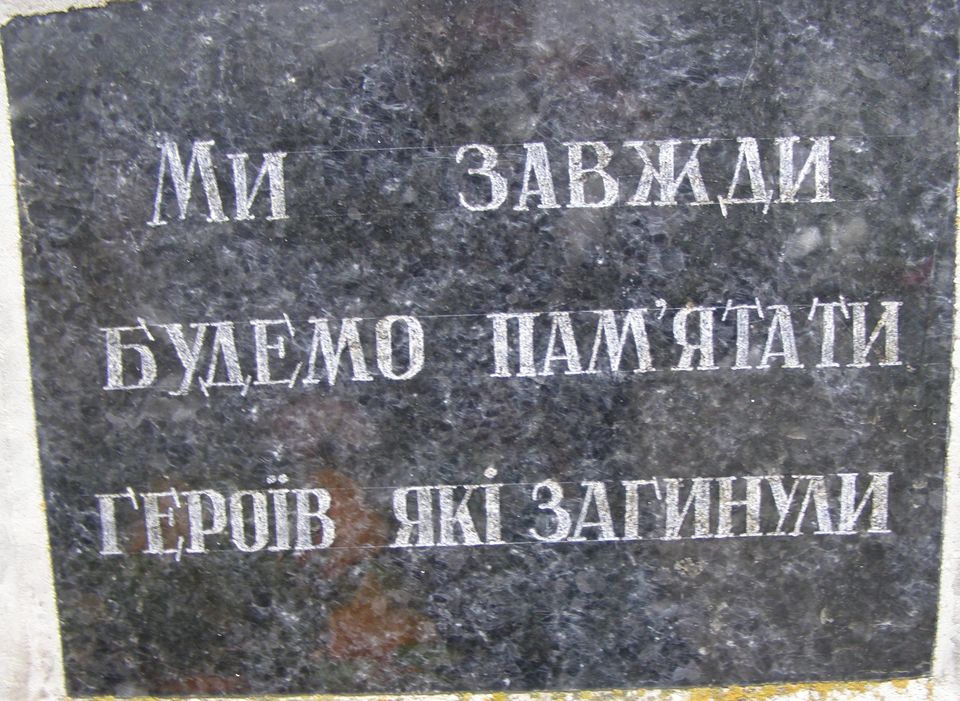 Ми ЗАВЖДИ
БУДЕМО ПАМ'ЯТАТИ
ГЕРОЇВ ЯКІ ЗАГИНУЛИ